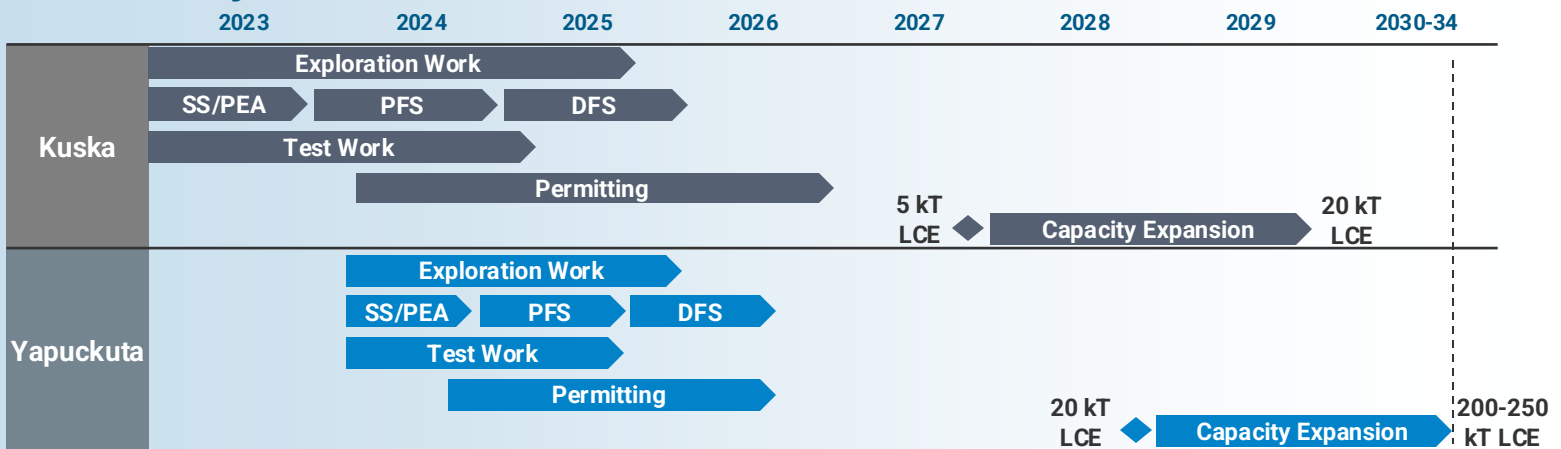 2023 2024 2025 2026 2027 2028 2029 2030-34
Kuska
Exploration Work
SS/PEA PFS DFS
Test Work
Permitting
5 kT
LCE
Capacity Expansion
20 kT
LCE
Yapuckuta
Exploration Work
SS/PEA PFS DFS
Test Work
Permitting
20 kT
LCE
Capacity Expansion
200-250
kT LCE